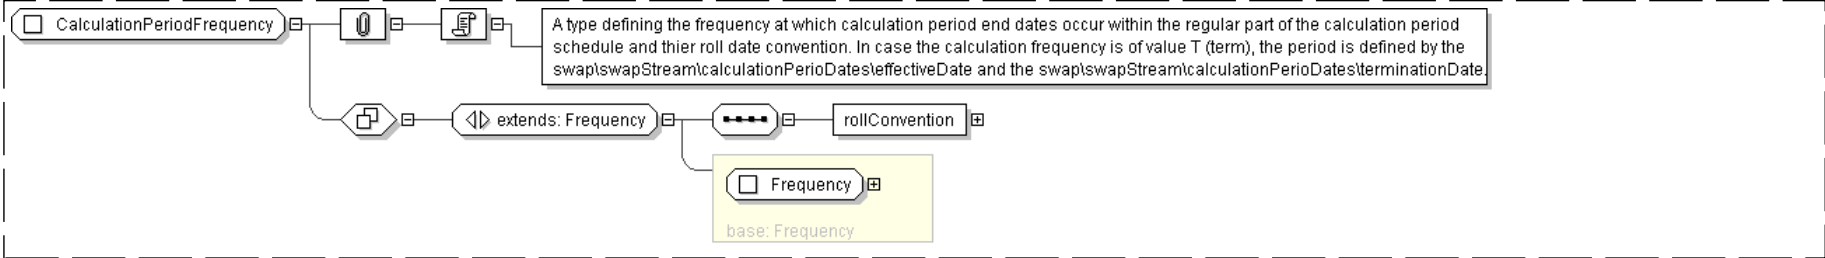 CalculationPeriodFrequency
A type defining the frequency at which calculation period end dates occur within the regular part of the calculation period
schedule and thier roll date convention. In case the calculation frequency is of value T (term), the period is defined by the
swap\swapStream\calculationPerioDates\effectiveDate and the swap\swapStream\calculationPerioDates\terminationDate.
extends: Frequency
rollConvention
Frequency
base: Frequency